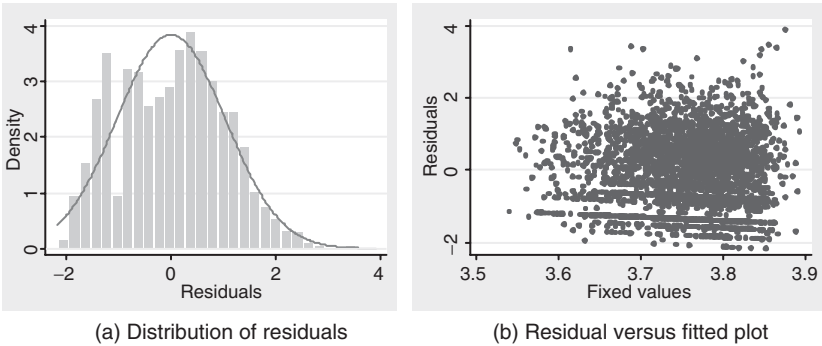 Density
4
3
2
1
0
−2 0 2 4
Residuals
(a) Distribution of residuals
Residuals
4
2
0
−2
3.5 3.6 3.7 3.8 3.9
Fixed values
(b) Residual versus fitted plot